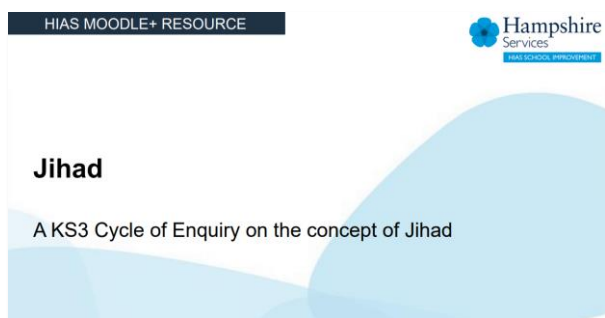 HIAS MOODLE+ RESOURCE
Hampshire
Services
HIAS SCHOOL IMPROVEMENT
Jihad
A KS3 Cycle of Enquiry on the concept of Jihad